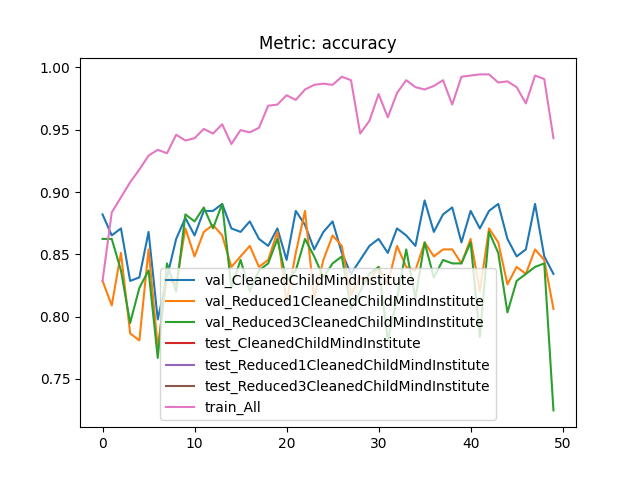 Metric: accuracy
1.00
0.95
0.90
0.85
0.80
0.75
val_CleanedChildMindInstitute
val_Reduced1CleanedChildMindInstitute
val_Reduced3CleanedChildMindInstitute
test_CleanedChildMindInstitute
test_Reduced1CleanedChildMindInstitute
test_Reduced3CleanedChildMindInstitute
train_All
0 10 20 30 40 50